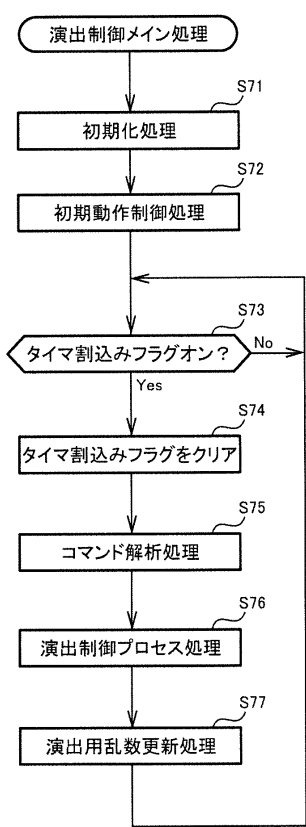 演出制御メイン処理
S71
初期化処理
S72
初期動作制御処理
S73
タイマ割込みフラグオン？
No
Yes
S74
タイマ割込みフラグをクリア
S75
コマンド解析処理
S76
演出制御プロセス処理
S77
演出用乱数更新処理